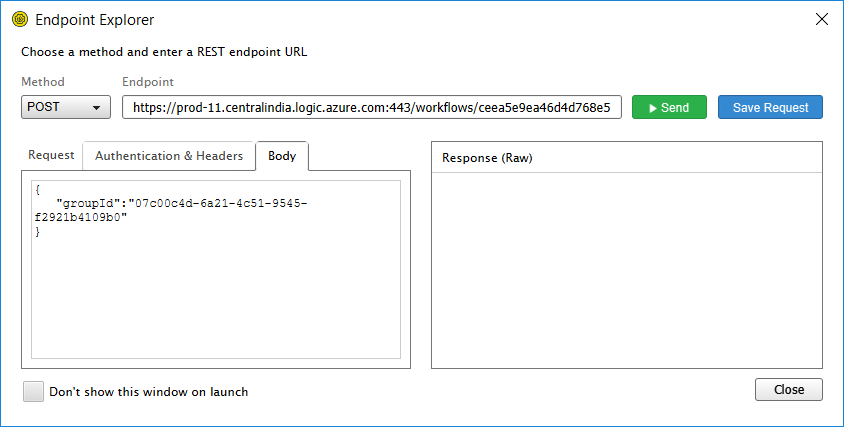 Endpoint Explorer
Choose a method and enter a REST endpoint URL
Method
Endpoint
POST
https://prod-11.centralindia.logic.azure.com:443/workflows/ceea5e9ea46d4d768e5
Send
Save Request
Request
Authentication & Headers
Body
{
"groupId":"07c00c4d-6a21-4c51-9545-
f2921b4109b0"
}
Response (Raw)
Don't show this window on launch
Close